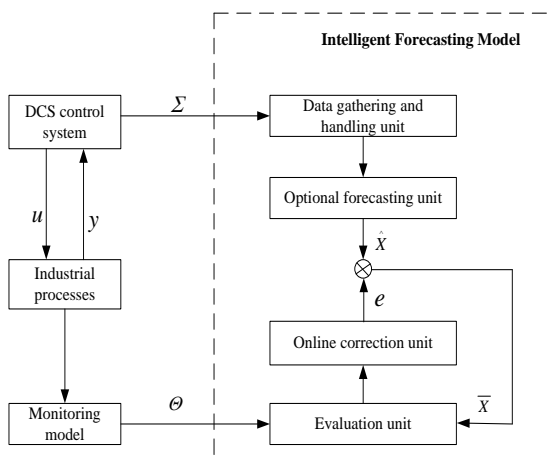 Intelligent Forecasting Model
DCS control
system
Σ
Data gathering and
handling unit
u
y
Optional forecasting unit
X̂
Industrial
processes
e
Online correction unit
Monitoring
model
Θ
Evaluation unit
X̅